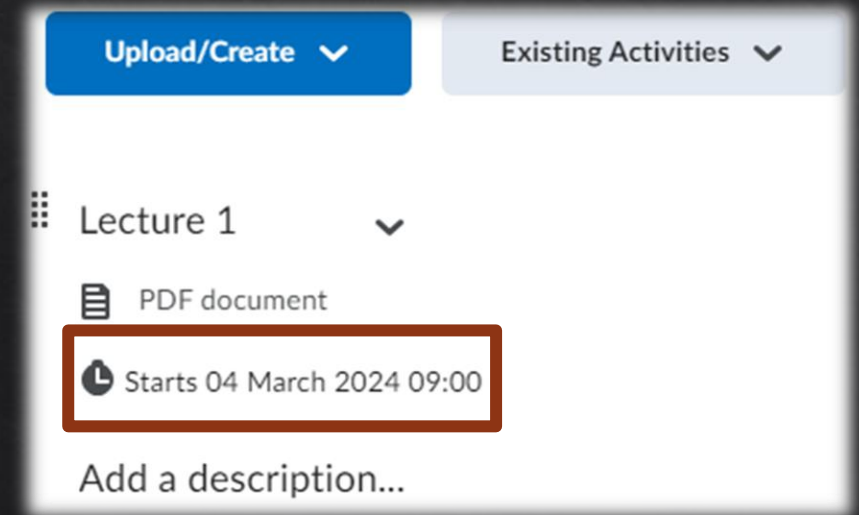 Upload/Create Existing Activities
Lecture 1
PDF document
Starts 04 March 2024 09:00
Add a description...